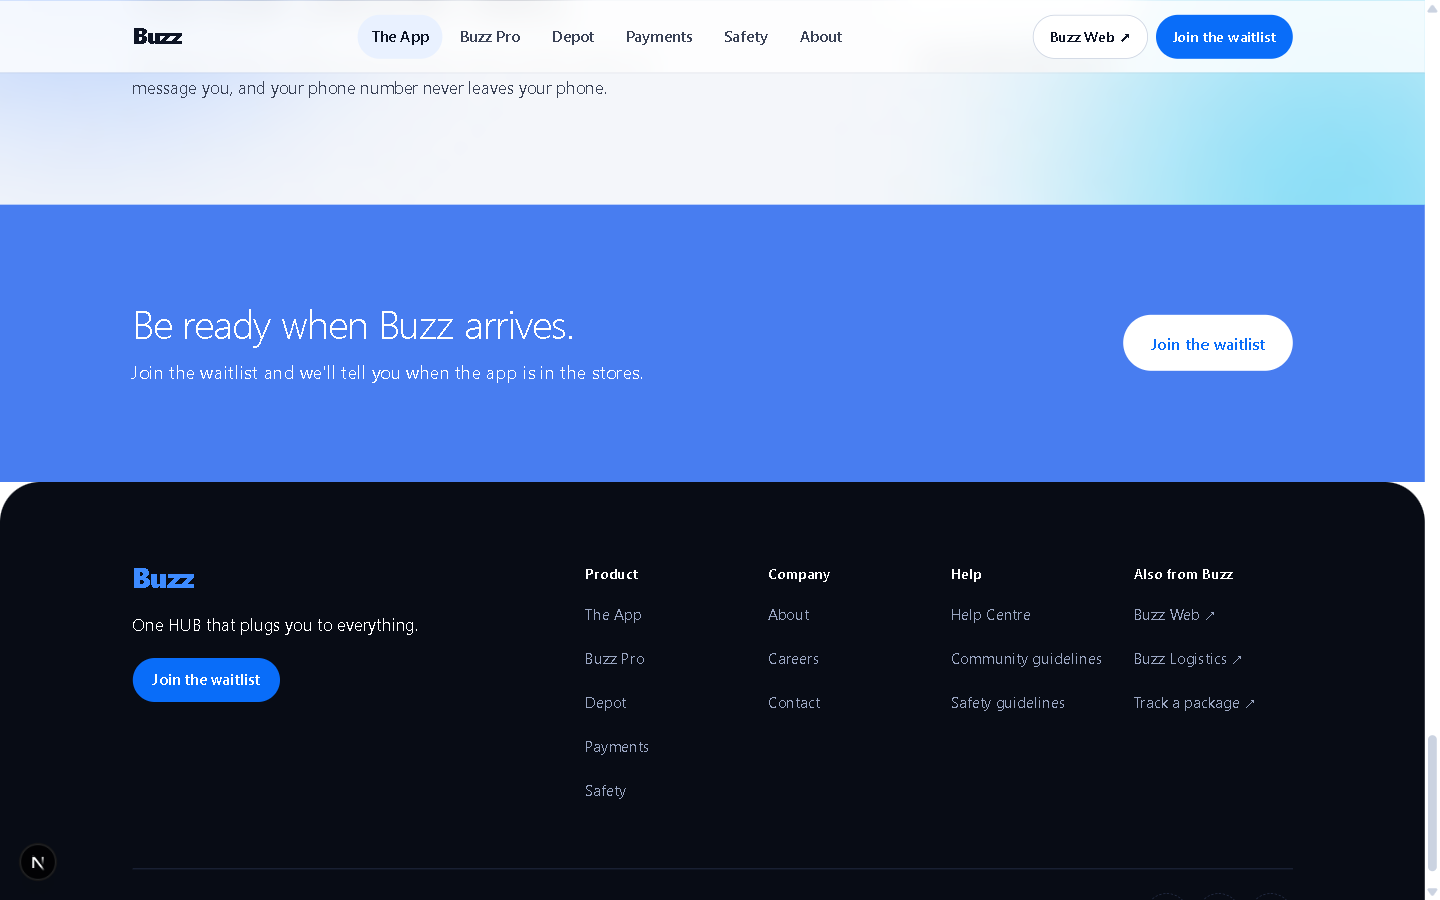 Buzz
The App
Buzz Pro
Depot
Payments
Safety
About
Buzz Web ↗
Join the waitlist
message you, and your phone number never leaves your phone.
Be ready when Buzz arrives.
Join the waitlist and we'll tell you when the app is in the stores.
Join the waitlist
Buzz
One HUB that plugs you to everything.
Join the waitlist
Product
The App
Buzz Pro
Depot
Payments
Safety
Company
About
Careers
Contact
Help
Help Centre
Community guidelines
Safety guidelines
Also from Buzz
Buzz Web ↗
Buzz Logistics ↗
Track a package ↗
N